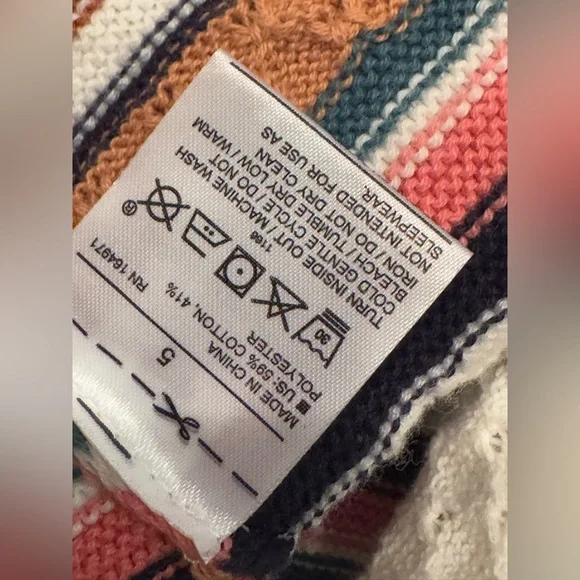 5
MADE IN CHINA
US: 59% COTTON, 41%
POLYESTER
RN 164971
30
R
1198
TURN INSIDE OUT / MACHINE WASH
COLD GENTLE CYCLE / DO NOT
BLEACH / TUMBLE DRY LOW / WARM
IRON / DO NOT DRY CLEAN
NOT INTENDED FOR USE AS
SLEEPWEAR.